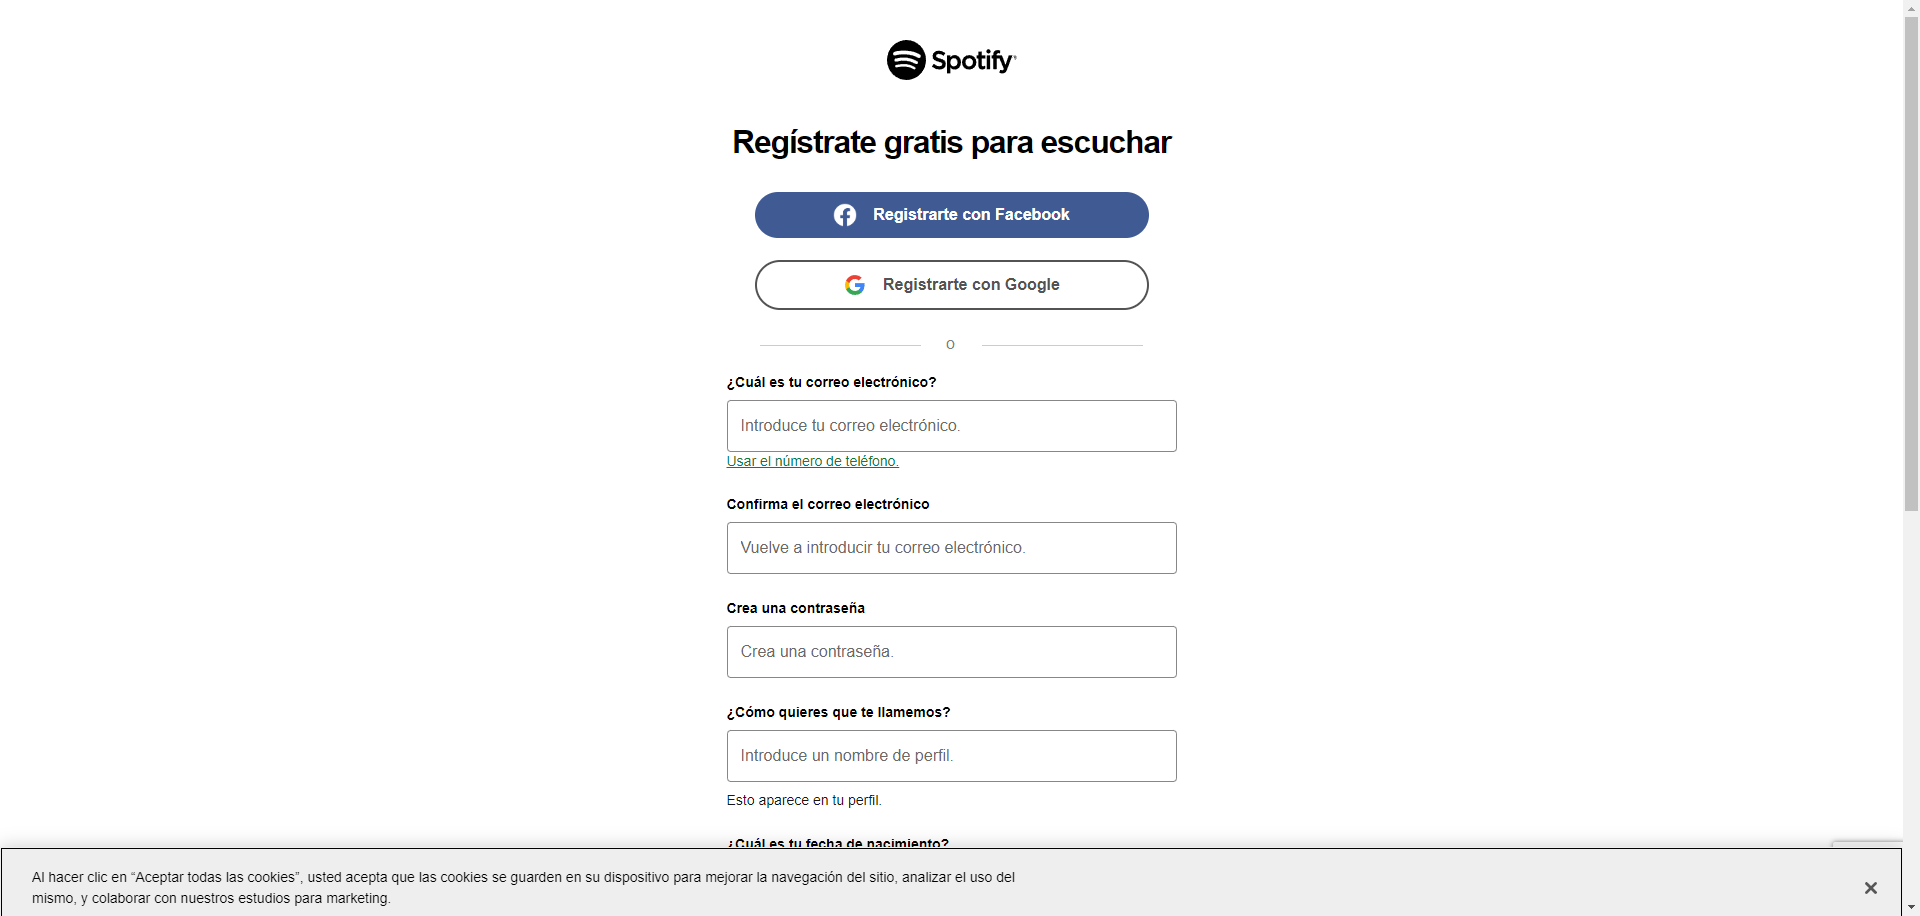 Spotify
Regístrate gratis para escuchar
Registrarte con Facebook
Registrarte con Google
o
¿Cuál es tu correo electrónico?
Introduce tu correo electrónico.
Usar el número de teléfono.
Confirma el correo electrónico
Vuelve a introducir tu correo electrónico.
Crea una contraseña
Crea una contraseña.
¿Cómo quieres que te llamemos?
Introduce un nombre de perfil.
Esto aparece en tu perfil.
¿Cuál es tu fecha de nacimiento?
Al hacer clic en “Aceptar todas las cookies”, usted acepta que las cookies se guarden en su dispositivo para mejorar la navegación del sitio, analizar el uso del
mismo, y colaborar con nuestros estudios para marketing.